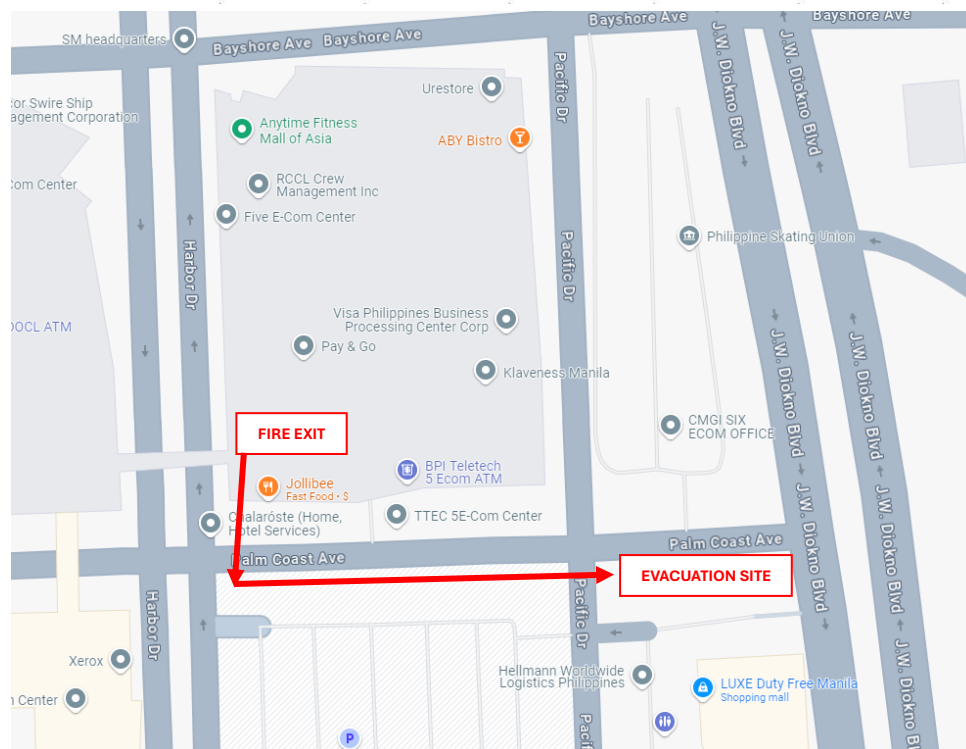 Bayshore Ave
Bayshore Ave
Bayshore Ave
Bayshore Ave
SM headquarters
Pacific Dr
J.W. Diokno Blvd
J.W. Diokno Blvd
Urestore
cor Swire Ship
agement Corporation
Anytime Fitness
Mall of Asia
ABY Bistro
RCCL Crew
Management Inc
Com Center
Five E-Com Center
Philippine Skating Union
Harbor Dr
Pacific Dr
Visa Philippines Business
Processing Center Corp
OCL ATM
Pay & Go
J.W. Diokno Blvd
J.W. Diokno Blvd
Klaveness Manila
CMGI SIX
ECOM OFFICE
FIRE EXIT
BPI Teletech
5 Ecom ATM
Jollibee
Fast Food • $
TTEC 5E-Com Center
Chalaróste (Home,
Hotel Services)
J.W. Diokno Blvd
Palm Coast Ave
Palm Coast Ave
EVACUATION SITE
Harbor Dr
Pacific Dr
J.W. Diokno Blvd
Xerox
Hellmann Worldwide
Logistics Philippines
LUXE Duty Free Manila
Shopping mall
n Center
Paci
P